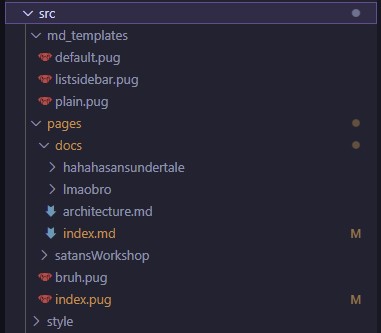 src
md_templates
default.pug
listsidebar.pug
plain.pug
pages
docs
hahahasansundertale
lmaobro
architecture.md
index.md M
satansWorkshop
bruh.pug
index.pug M
style